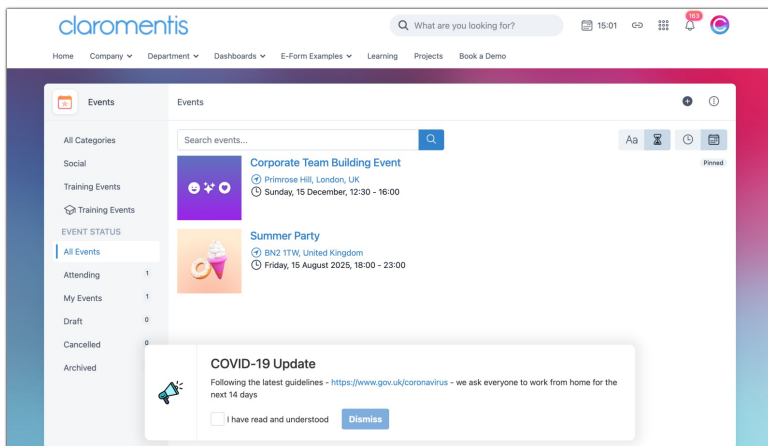 claromentis
What are you looking for?
15:01
163
Home Company Department Dashboards E-Form Examples Learning Projects Book a Demo
Events
Events
All Categories
Social
Training Events
Training Events
EVENT STATUS
All Events
Attending 1
My Events 1
Draft 0
Cancelled 0
Archived
Search events...
Aa
Corporate Team Building Event
Pinned
Primrose Hill, London, UK
Sunday, 15 December, 12:30 - 16:00
Summer Party
BN2 1TW, United Kingdom
Friday, 15 August 2025, 18:00 - 23:00
COVID-19 Update
Following the latest guidelines - https://www.gov.uk/coronavirus - we ask everyone to work from home for the
next 14 days
I have read and understood
Dismiss